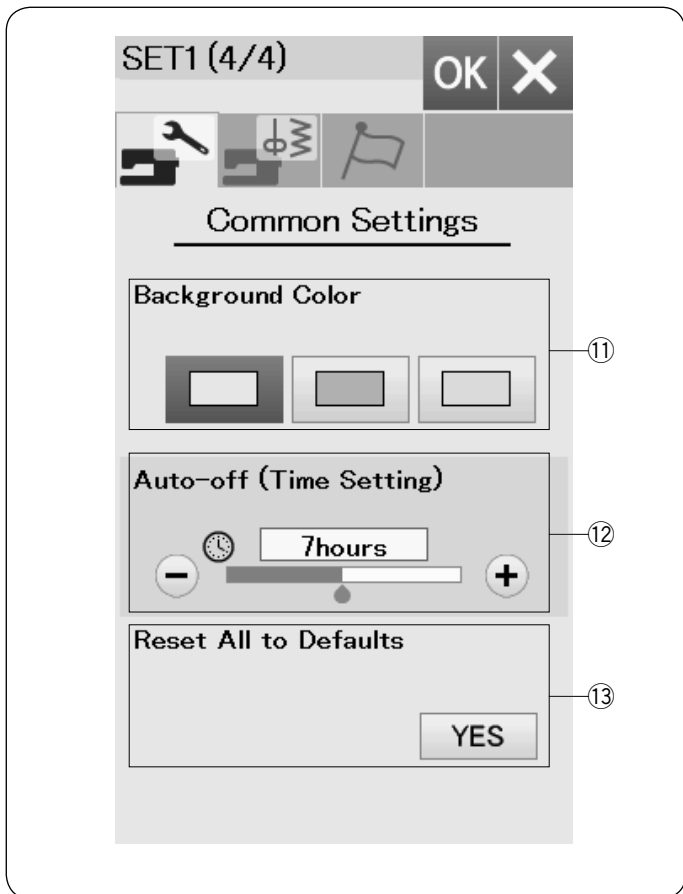 SET1 (4/4)
OK
Common Settings
Background Color
⑪
Auto-off (Time Setting)
⑫
7hours
Reset All to Defaults
⑬
YES